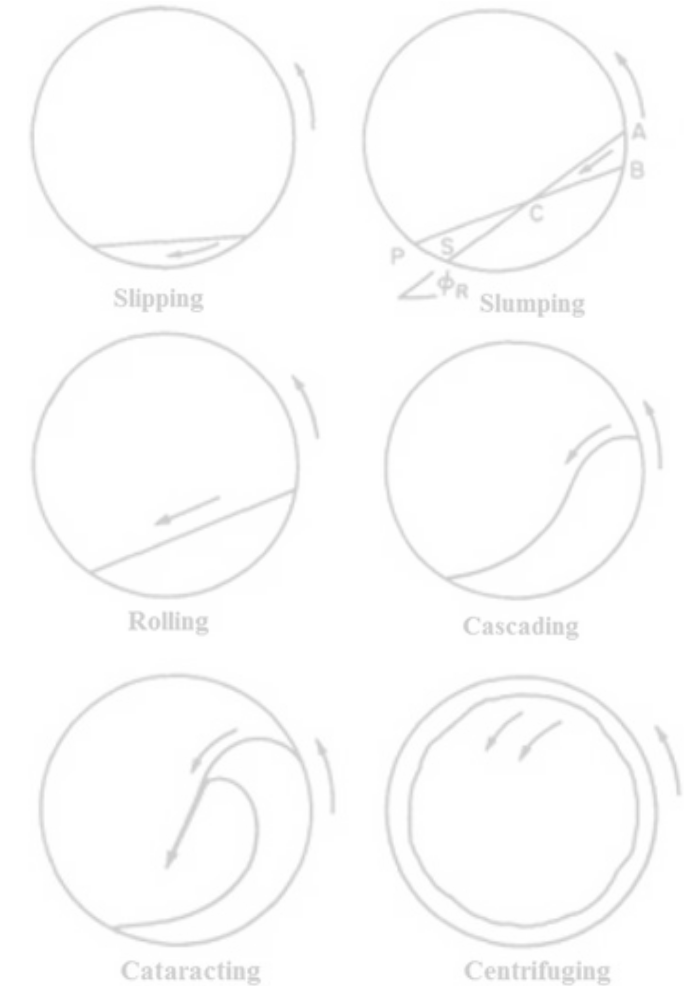 A
B
C
P
S
ϕR
Slipping
Slumping
Rolling
Cascading
Cataracting
Centrifuging